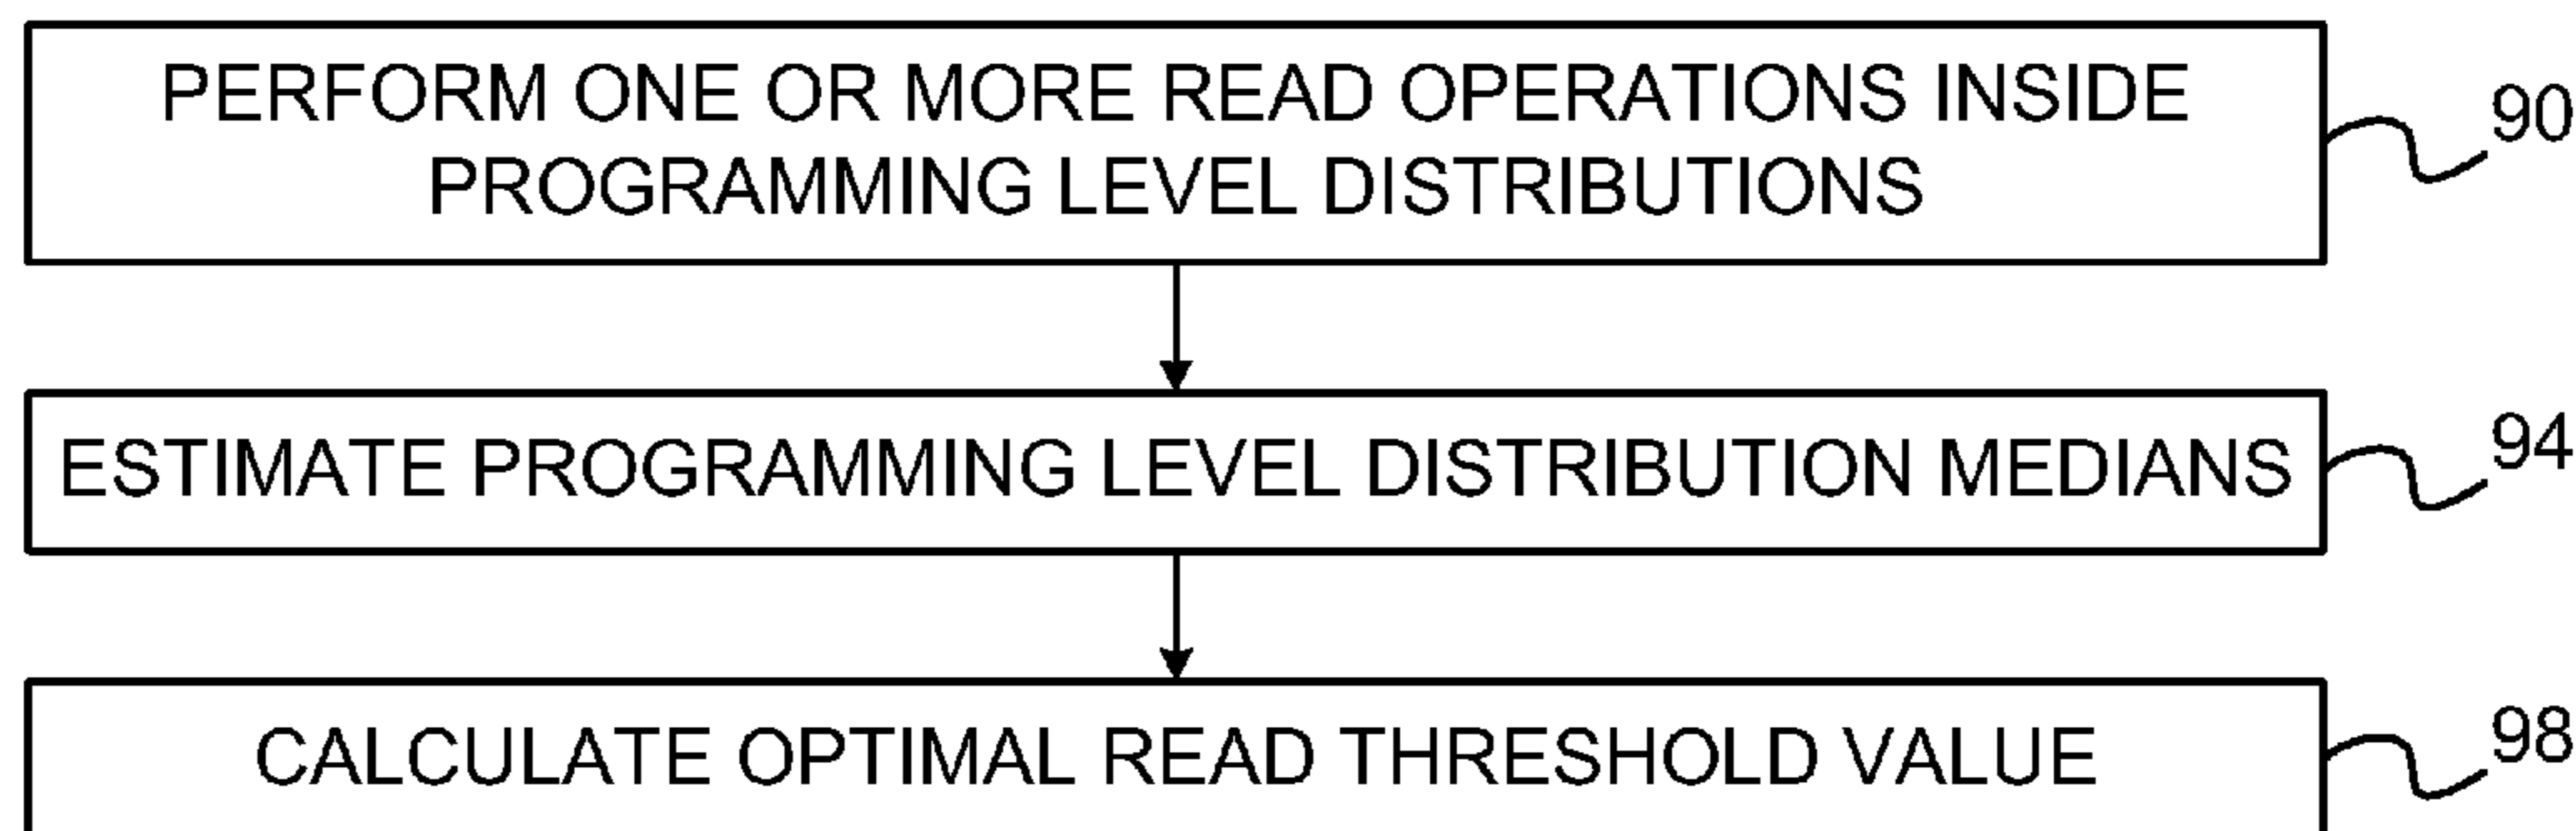 PERFORM ONE OR MORE READ OPERATIONS INSIDE
PROGRAMMING LEVEL DISTRIBUTIONS
90
ESTIMATE PROGRAMMING LEVEL DISTRIBUTION MEDIANS
94
CALCULATE OPTIMAL READ THRESHOLD VALUE
98